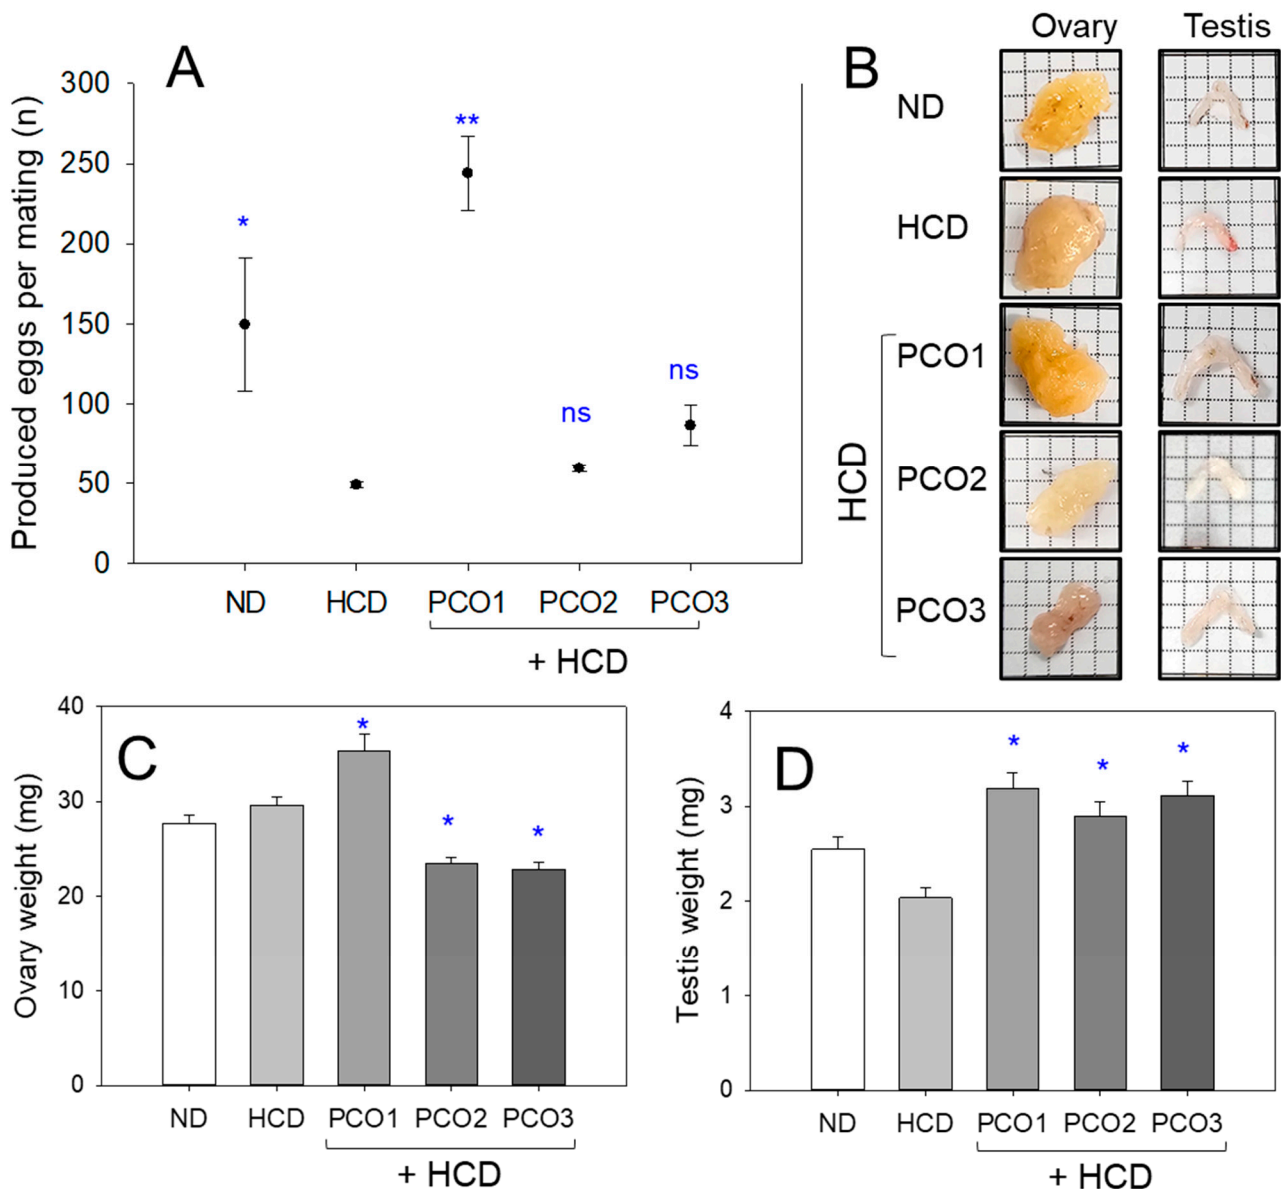 A
Produced eggs per mating (n)
300
250
200
150
100
50
0
*
**
ns
ns
ND HCD PCO1 PCO2 PCO3
+ HCD
B
Ovary Testis
ND
HCD
HCD
PCO1
PCO2
PCO3
C
Ovary weight (mg)
40
30
20
10
0
*
*
*
ND HCD PCO1 PCO2 PCO3
+ HCD
D
Testis weight (mg)
4
3
2
1
0
*
*
*
ND HCD PCO1 PCO2 PCO3
+ HCD